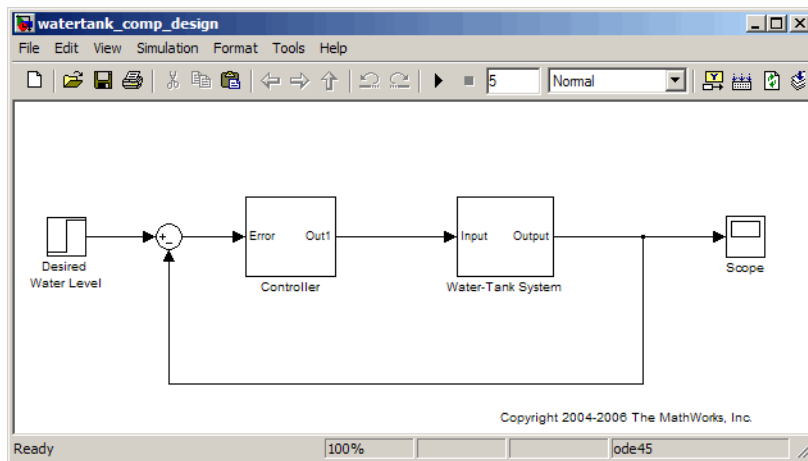 watertank_comp_design
File Edit View Simulation Format Tools Help
5 Normal
+
-
Error Out1
Input Output
Desired
Water Level
Controller
Water-Tank System
Scope
Copyright 2004-2006 The MathWorks, Inc.
Ready 100% ode45